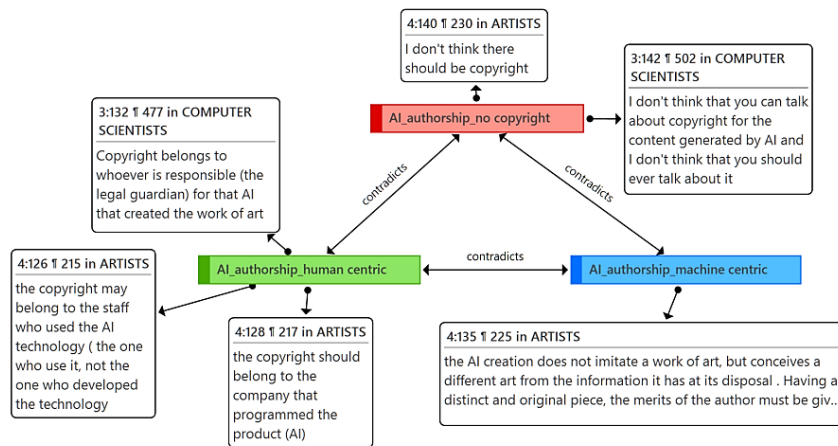 4:140 ¶ 230 in ARTISTS
I don't think there
should be copyright
3:142 ¶ 502 in COMPUTER
SCIENTISTS
I don't think that you can talk
about copyright for the
content generated by AI and
I don't think that you should
ever talk about it
AI_authorship_no copyright
3:132 ¶ 477 in COMPUTER
SCIENTISTS
Copyright belongs to
whoever is responsible (the
legal guardian) for that AI
that created the work of art
contradicts
contradicts
contradicts
AI_authorship_human centric
AI_authorship_machine centric
4:126 ¶ 215 in ARTISTS
the copyright may
belong to the staff
who used the AI
technology ( the one
who use it, not the
one who developed
the technology
4:128 ¶ 217 in ARTISTS
the copyright should
belong to the
company that
programmed the
product (AI)
4:135 ¶ 225 in ARTISTS
the AI creation does not imitate a work of art, but conceives a
different art from the information it has at its disposal . Having a
distinct and original piece, the merits of the author must be giv...